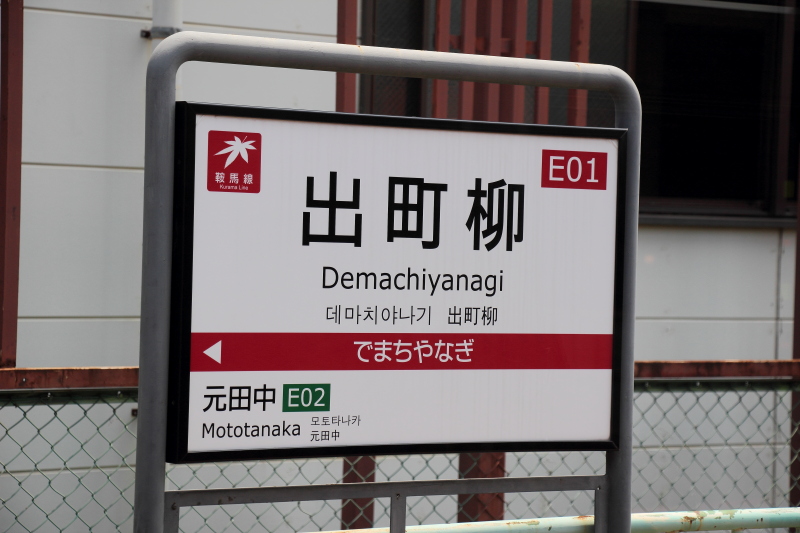 鞍馬線
Kurama Line
E01
出町柳
Demachiyanagi
데마치야나기 出町柳
でまちやなぎ
元田中 E02
Mototanaka 모토타나카
元田中